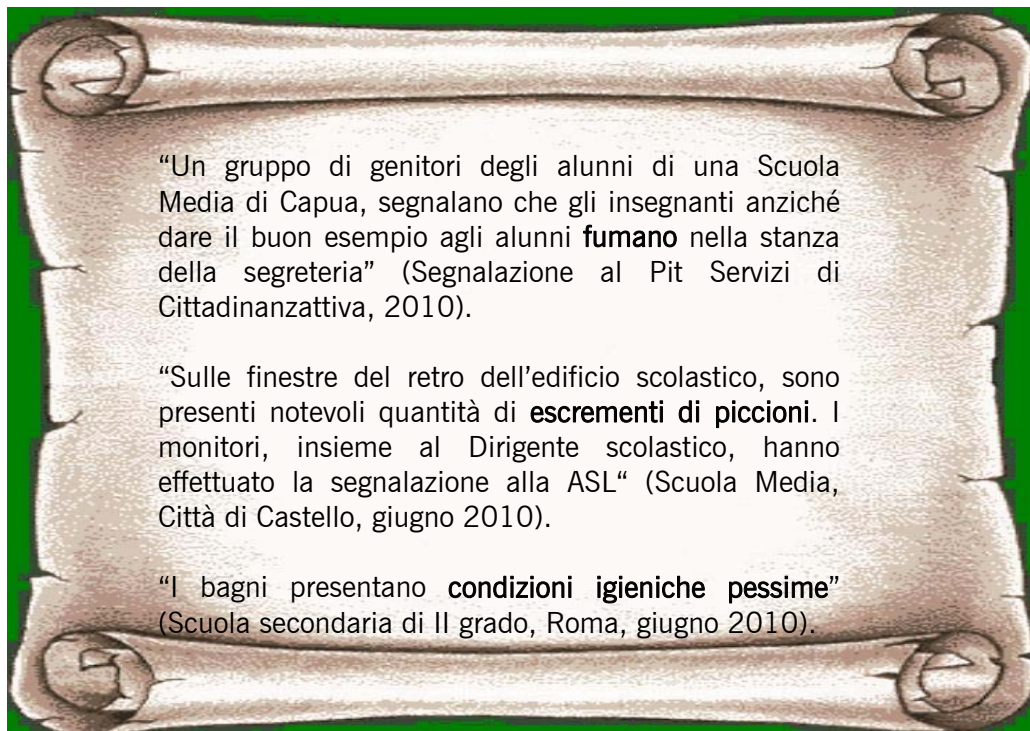 “Un gruppo di genitori degli alunni di una Scuola
Media di Capua, segnalano che gli insegnanti anziché
dare il buon esempio agli alunni fumano nella stanza
della segreteria” (Segnalazione al Pit Servizi di
Cittadinanzattiva, 2010).
“Sulle finestre del retro dell’edificio scolastico, sono
presenti notevoli quantità di escrementi di piccioni. I
monitori, insieme al Dirigente scolastico, hanno
effettuato la segnalazione alla ASL“ (Scuola Media,
Città di Castello, giugno 2010).
“I bagni presentano condizioni igieniche pessime”
(Scuola secondaria di II grado, Roma, giugno 2010).